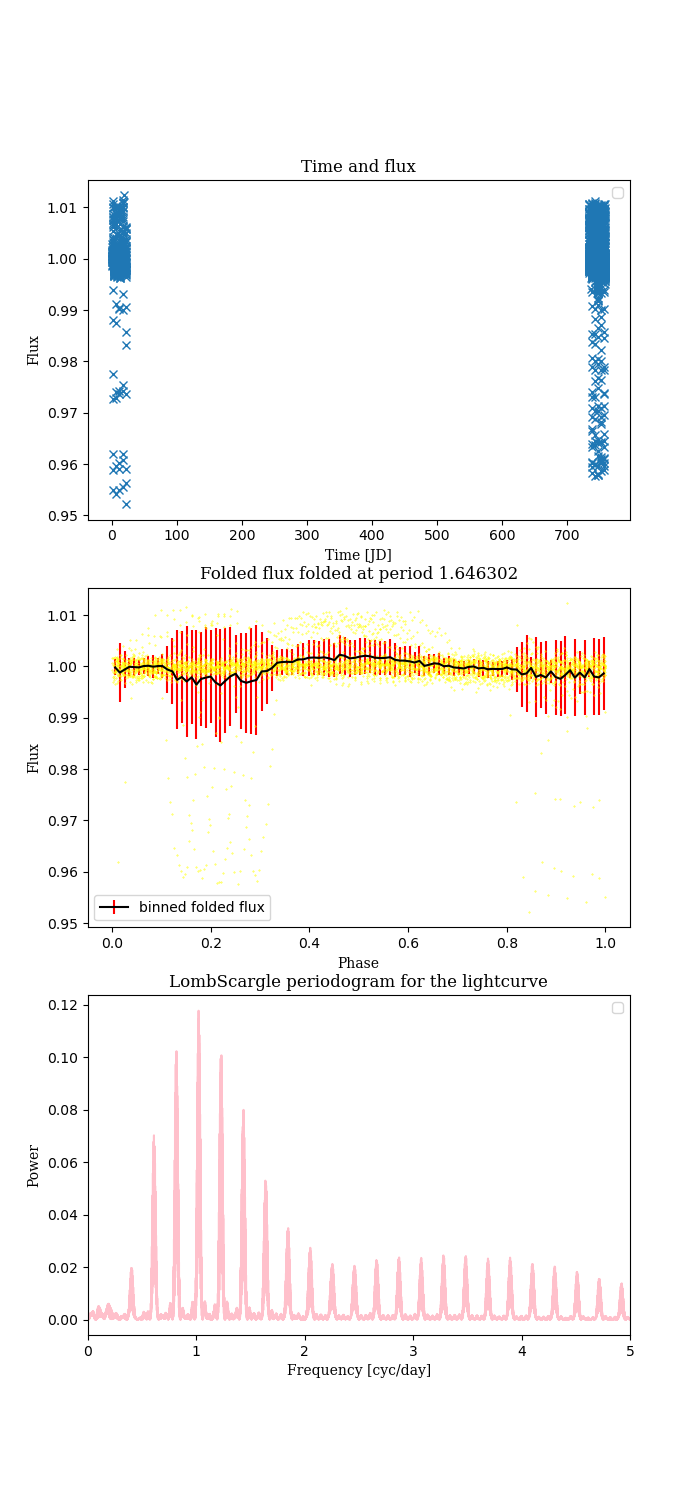 Time and flux
1.01
1.00
0.99
0.98
0.97
0.96
0.95
Flux
0 100 200 300 400 500 600 700
Time [JD]
Folded flux folded at period 1.646302
1.01
1.00
0.99
0.98
0.97
0.96
0.95
Flux
binned folded flux
0.0 0.2 0.4 0.6 0.8 1.0
Phase
LombScargle periodogram for the lightcurve
0.12
0.10
0.08
0.06
0.04
0.02
0.00
Power
0 1 2 3 4 5
Frequency [cyc/day]